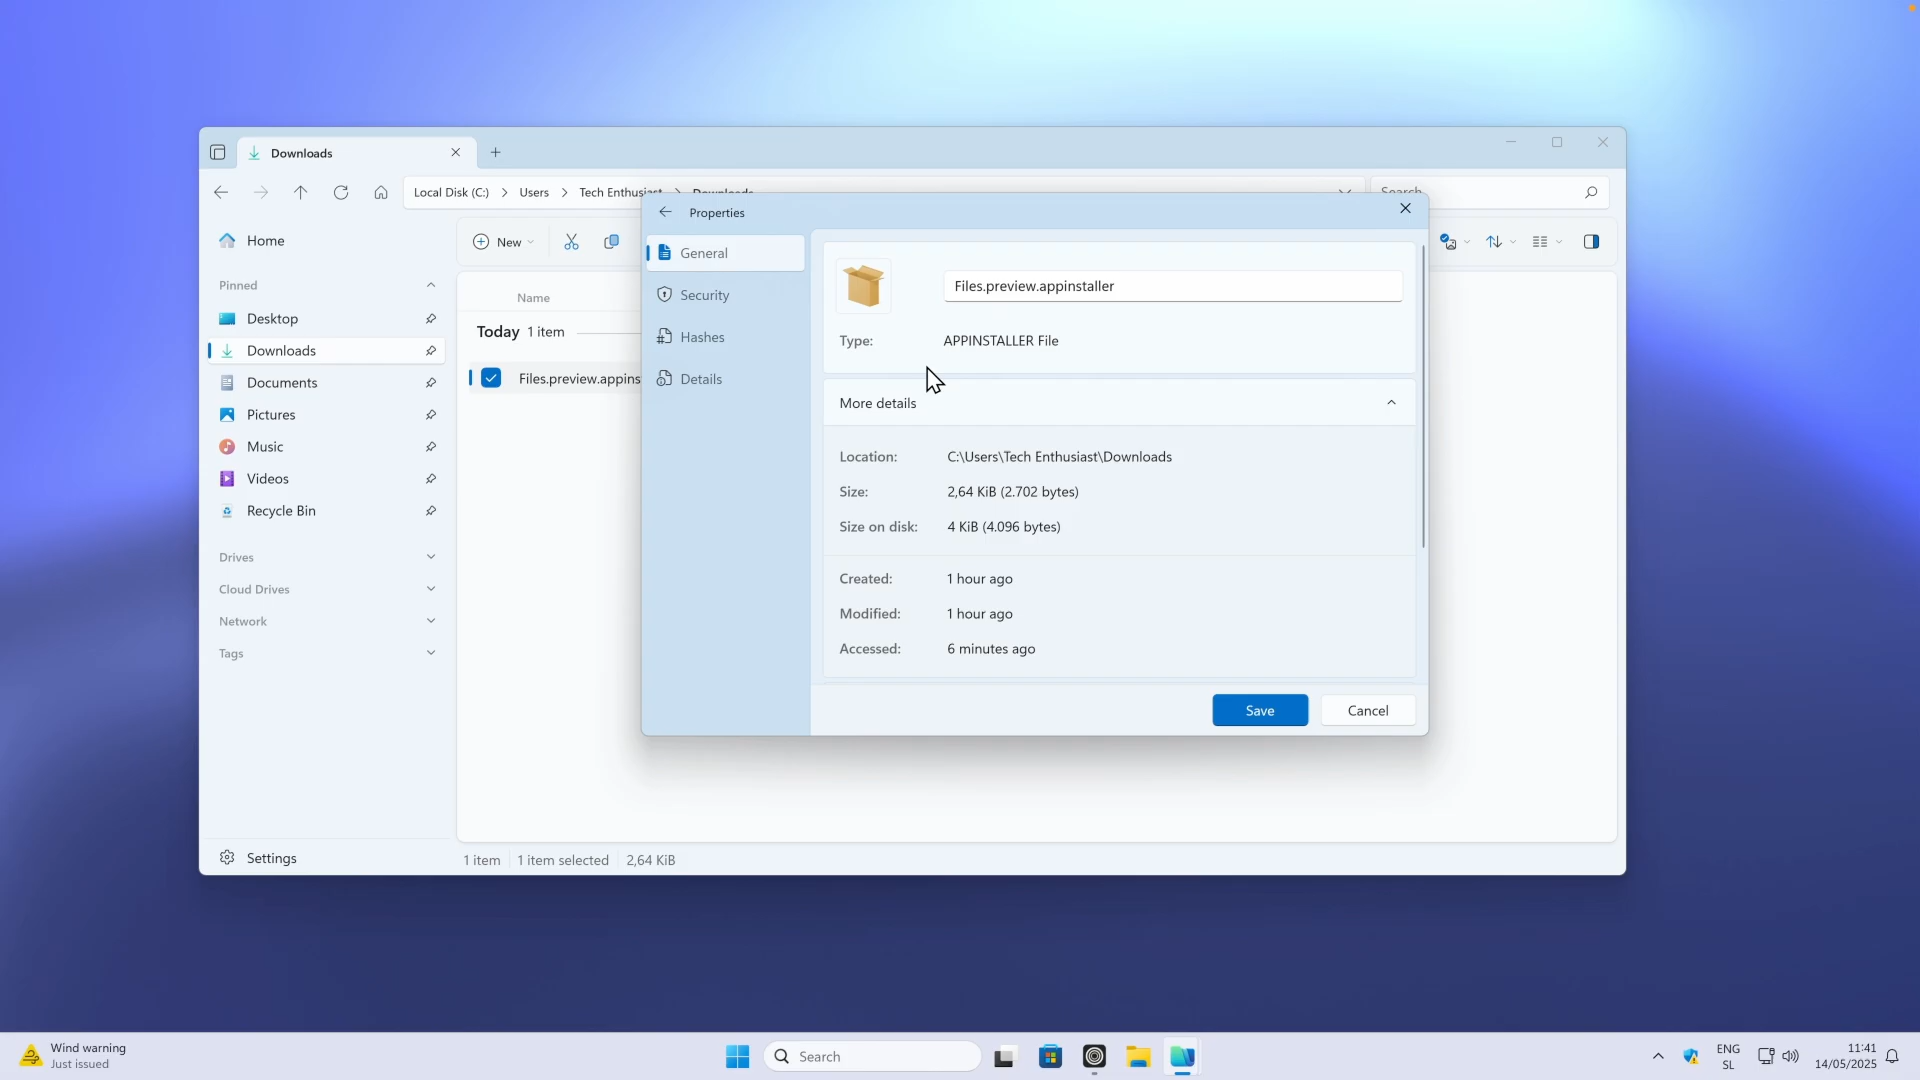 Downloads
Local Disk (C:) > Users > Tech Enthusiast > Downloads
Search
Home
Pinned
Desktop
Downloads
Documents
Pictures
Music
Videos
Recycle Bin
Drives
Cloud Drives
Network
Tags
Settings
New
Name
Today 1 item
Files.preview.appins
1 item
1 item selected
2,64 KiB
Properties
General
Security
Hashes
Details
Files.preview.appinstaller
Type: APPINSTALLER File
More details
Location: C:\Users\Tech Enthusiast\Downloads
Size: 2,64 KiB (2.702 bytes)
Size on disk: 4 KiB (4.096 bytes)
Created: 1 hour ago
Modified: 1 hour ago
Accessed: 6 minutes ago
Save
Cancel
Wind warning
Just issued
Search
ENG
SL
11:41
14/05/2025